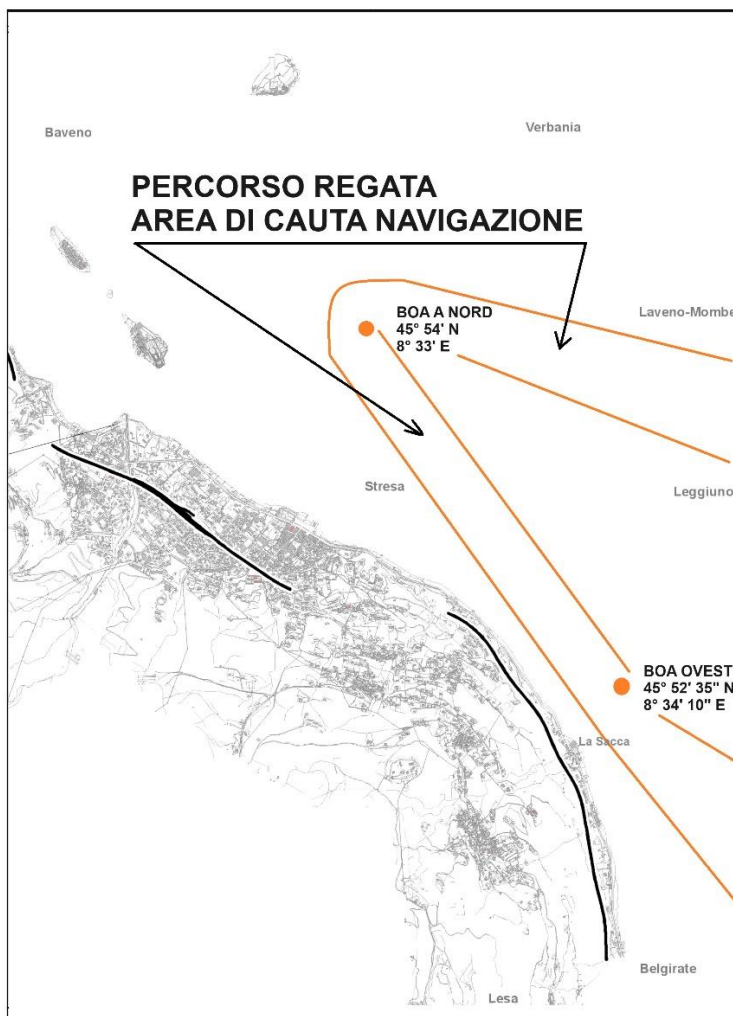 Baveno
Verbania
PERCORSO REGATA
AREA DI CAUTA NAVIGAZIONE
BOA A NORD
45° 54' N
8° 33' E
Laveno-Mombe
Stresa
Leggiuno
BOA OVEST
45° 52' 35" N
8° 34' 10" E
La Sacca
Belgirate
Lesa